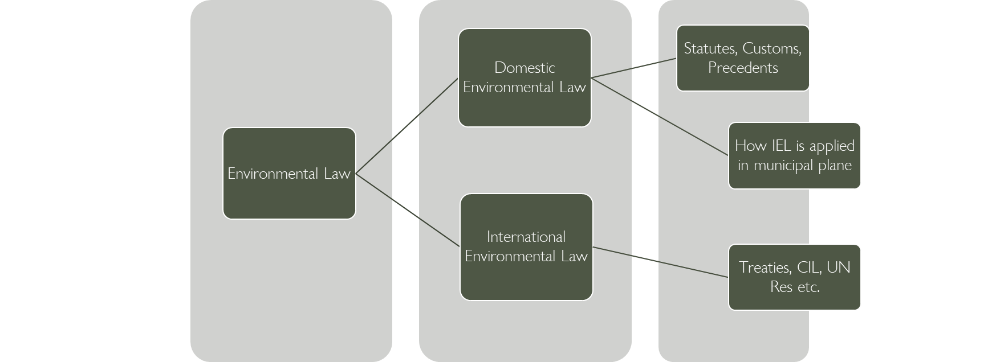 Environmental Law
Domestic
Environmental Law
International
Environmental Law
Statutes, Customs,
Precedents
How IEL is applied
in municipal plane
Treaties, CIL, UN
Res etc.